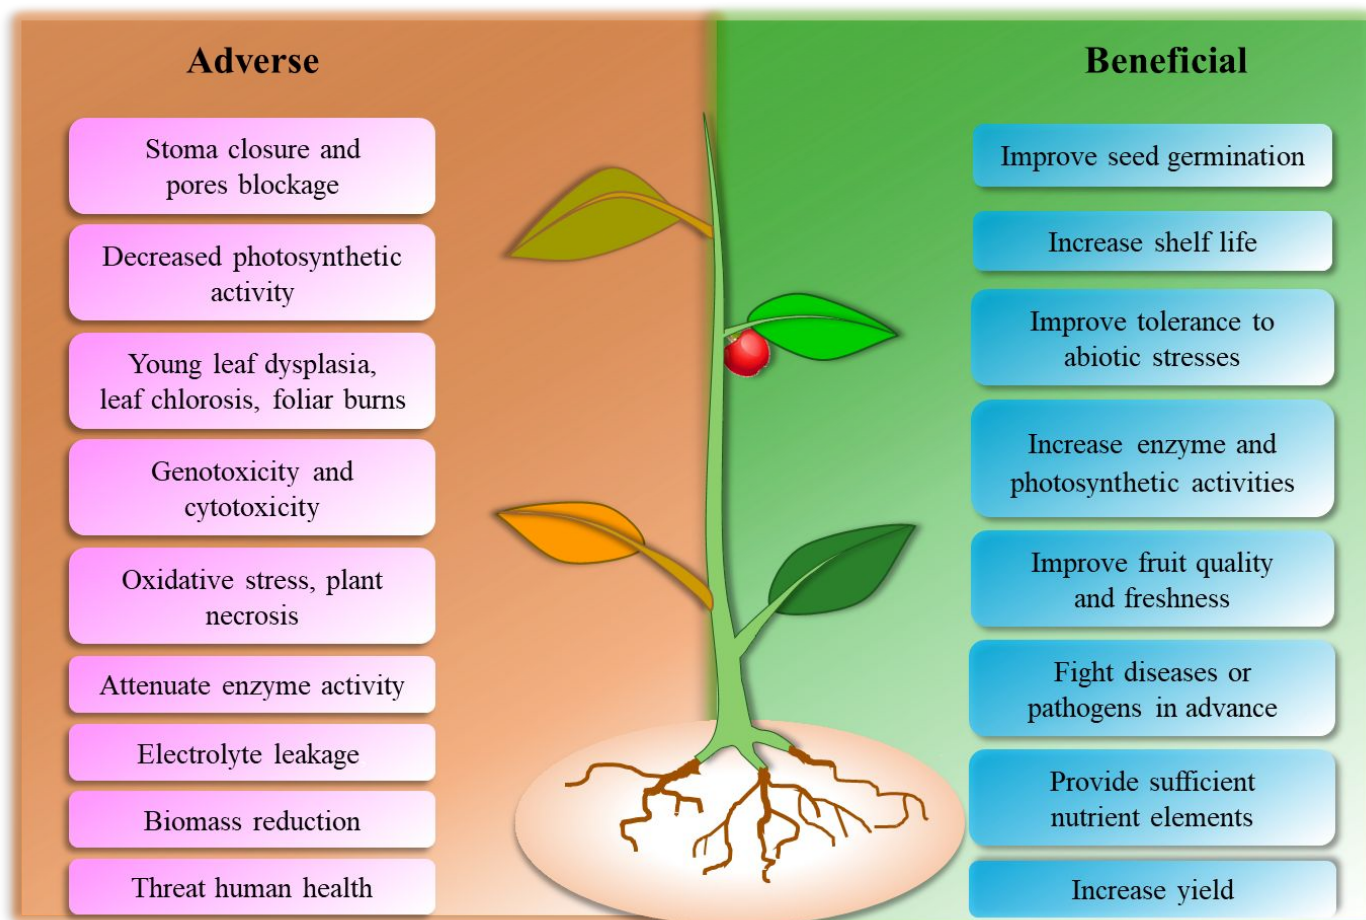 Adverse
Stoma closure and
pores blockage
Decreased photosynthetic
activity
Young leaf dysplasia,
leaf chlorosis, foliar burns
Genotoxicity and
cytotoxicity
Oxidative stress, plant
necrosis
Attenuate enzyme activity
Electrolyte leakage
Biomass reduction
Threat human health
Beneficial
Improve seed germination
Increase shelf life
Improve tolerance to
abiotic stresses
Increase enzyme and
photosynthetic activities
Improve fruit quality
and freshness
Fight diseases or
pathogens in advance
Provide sufficient
nutrient elements
Increase yield